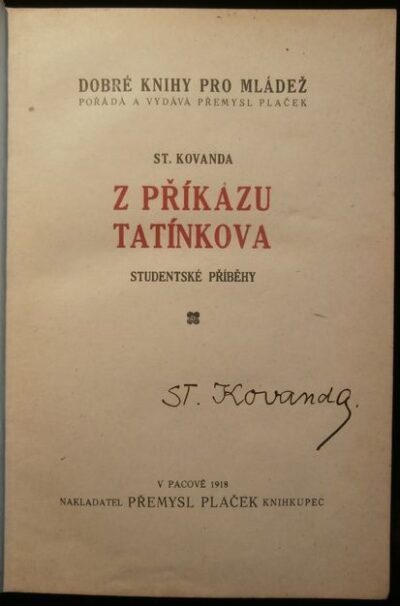 DOBRÉ KNIHY PRO MLÁDEŽ
POŘÁDÁ A VYDÁVÁ PŘEMYSL PLAČEK
ST. KOVANDA
Z PŘÍKAZU
TATÍNKOVA
STUDENTSKÉ PŘÍBĚHY
ST. Kovanda.
V PACOVĚ 1918
NAKLADATEL PŘEMYSL PLAČEK KNIHKUPEC